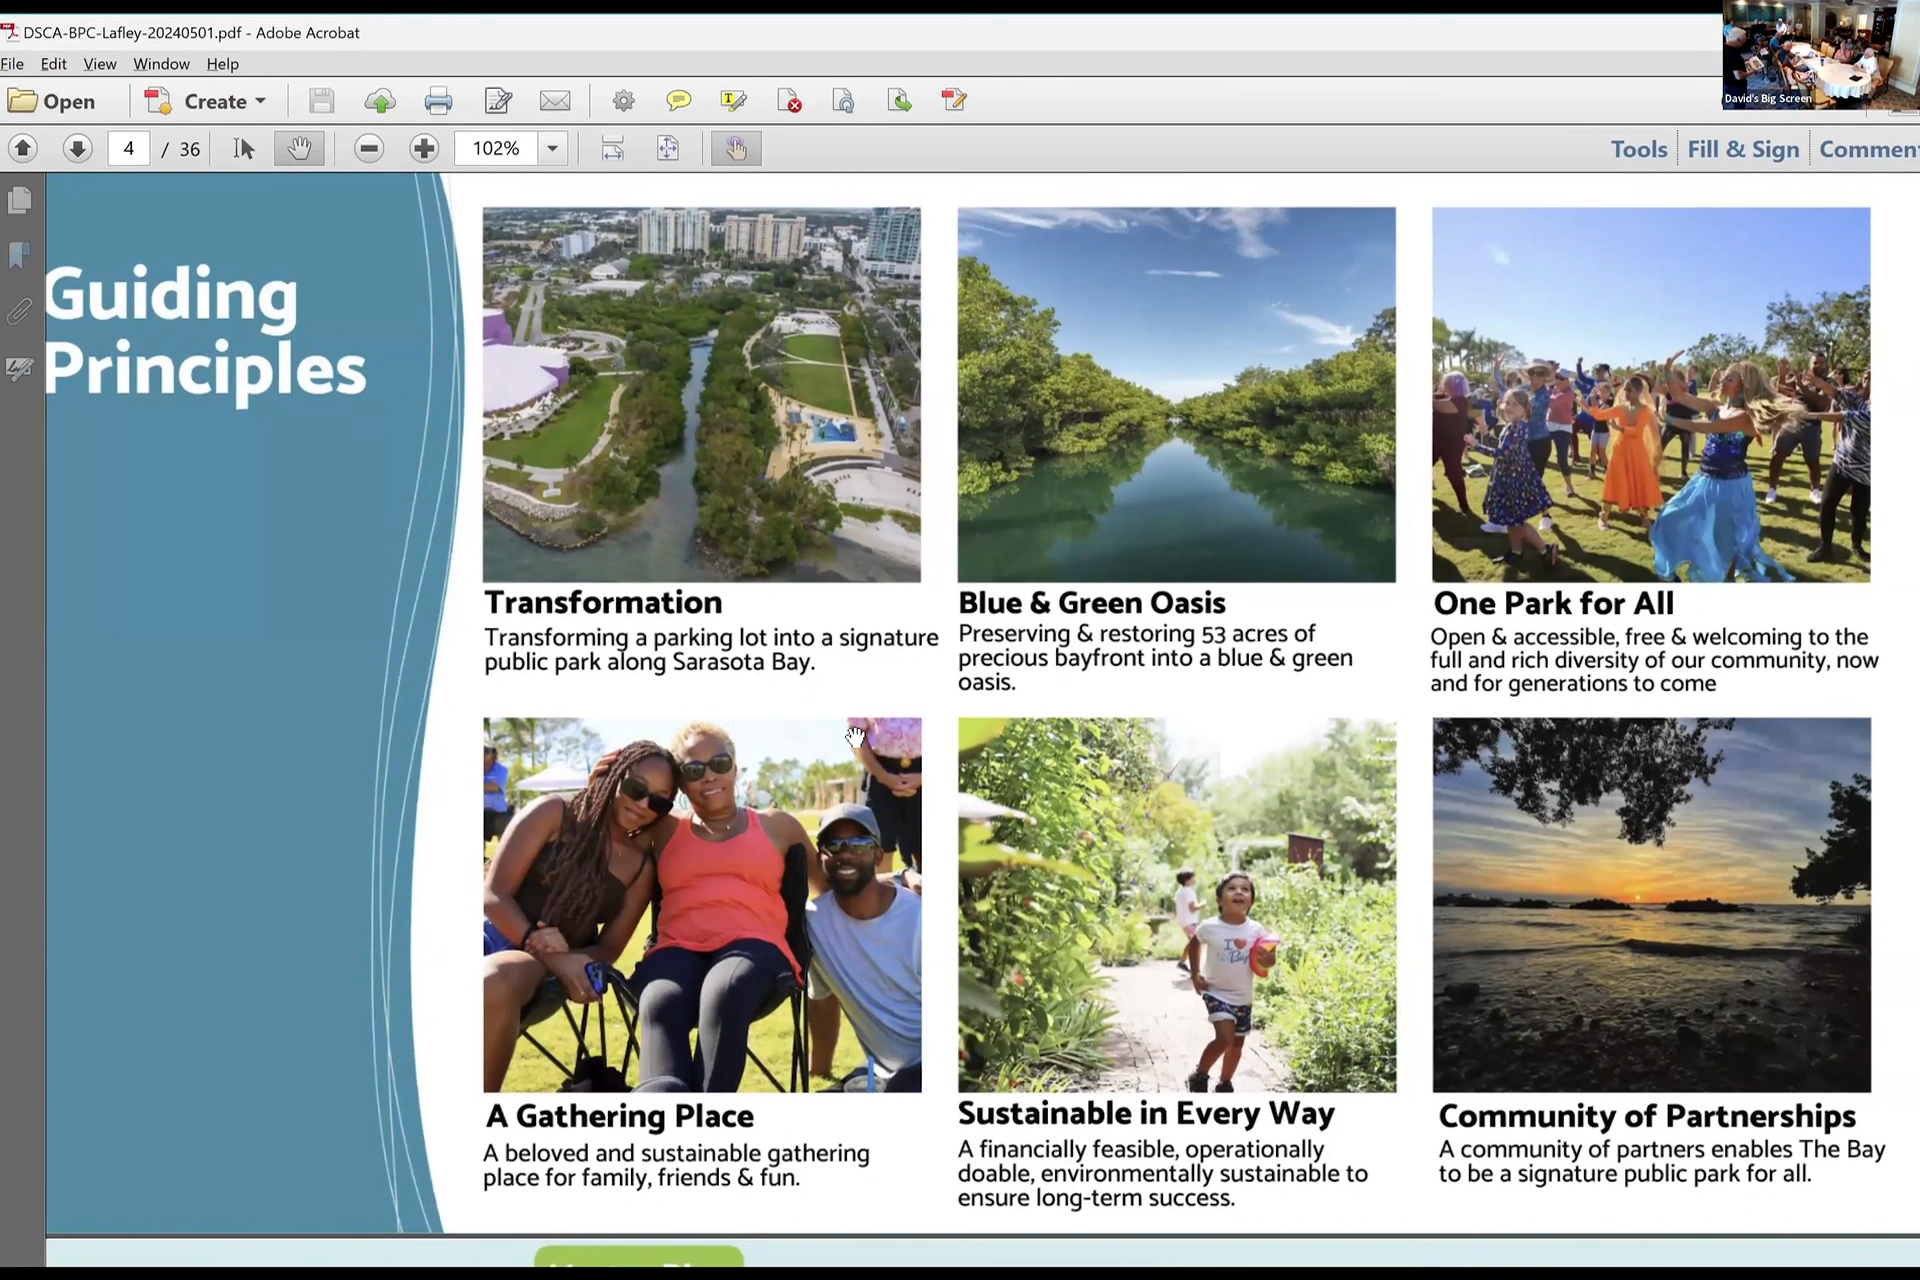 DSCA-BPC-Lafley-20240501.pdf - Adobe Acrobat
File Edit View Window Help
Open Create
4 / 36 102% Tools Fill & Sign Commen
David's Big Screen
Guiding
Principles
Transformation
Transforming a parking lot into a signature
public park along Sarasota Bay.
Blue & Green Oasis
Preserving & restoring 53 acres of
precious bayfront into a blue & green
oasis.
One Park for All
Open & accessible, free & welcoming to the
full and rich diversity of our community, now
and for generations to come
A Gathering Place
A beloved and sustainable gathering
place for family, friends & fun.
I
Bay
Sustainable in Every Way
A financially feasible, operationally
doable, environmentally sustainable to
ensure long-term success.
Community of Partnerships
A community of partners enables The Bay
to be a signature public park for all.